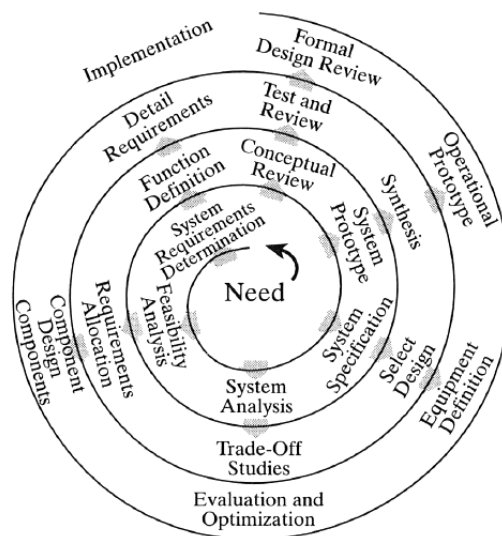 Implementation
Formal
Design Review
Detail
Requirements
Test and
Review
Operational
Prototype
Function
Definition
Conceptual
Review
Synthesis
System
Requirements
Determination
System
Prototype
Need
Feasibility
Analysis
Requirements
Allocation
Component
Design
Components
System
Specification
Select
Design
Equipment
Definition
System
Analysis
Trade-Off
Studies
Evaluation and
Optimization